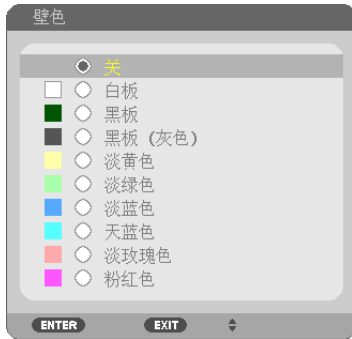 壁色
关
白板
黑板
黑板 (灰色)
淡黄色
淡绿色
淡蓝色
天蓝色
淡玫瑰色
粉红色
ENTER EXIT